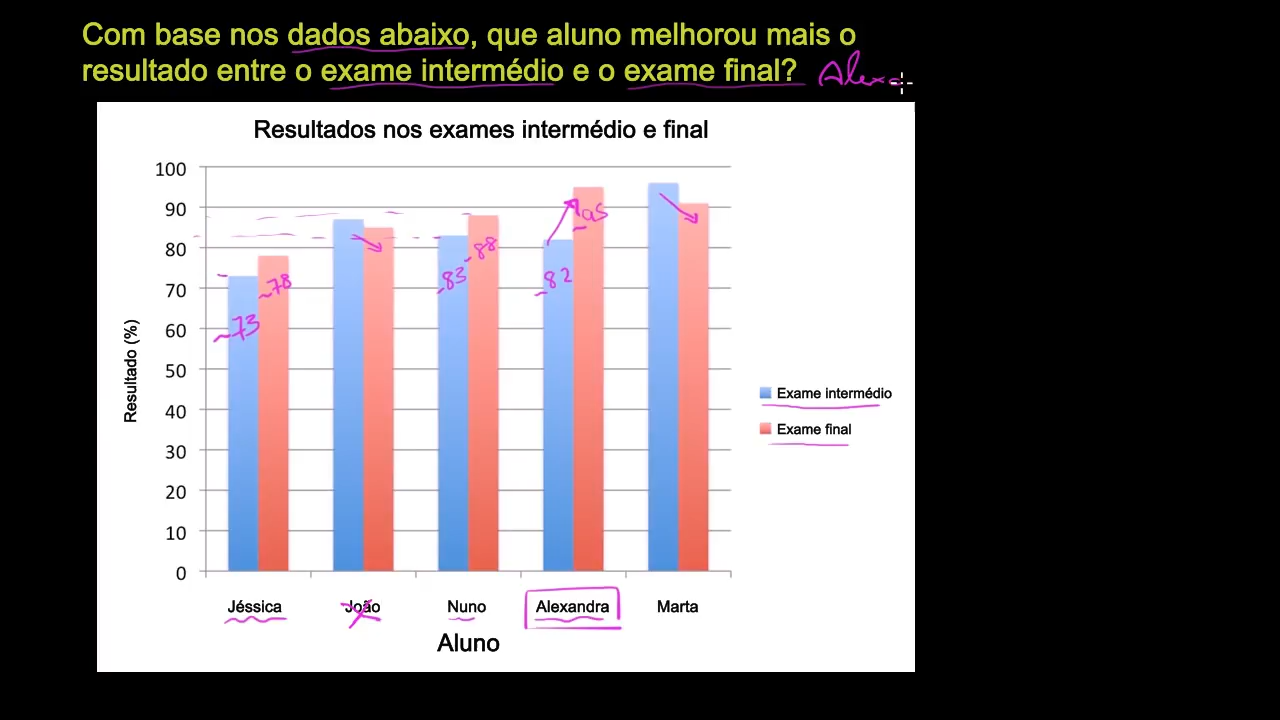 Com base nos dados abaixo, que aluno melhorou mais o
resultado entre o exame intermédio e o exame final? Alexa
Resultados nos exames intermédio e final
100
90
80
70
60
50
40
30
20
10
0
Resultado (%)
~73
~78
~83
~88
~82
~95
Exame intermédio
Exame final
Jéssica João Nuno Alexandra Marta
Aluno